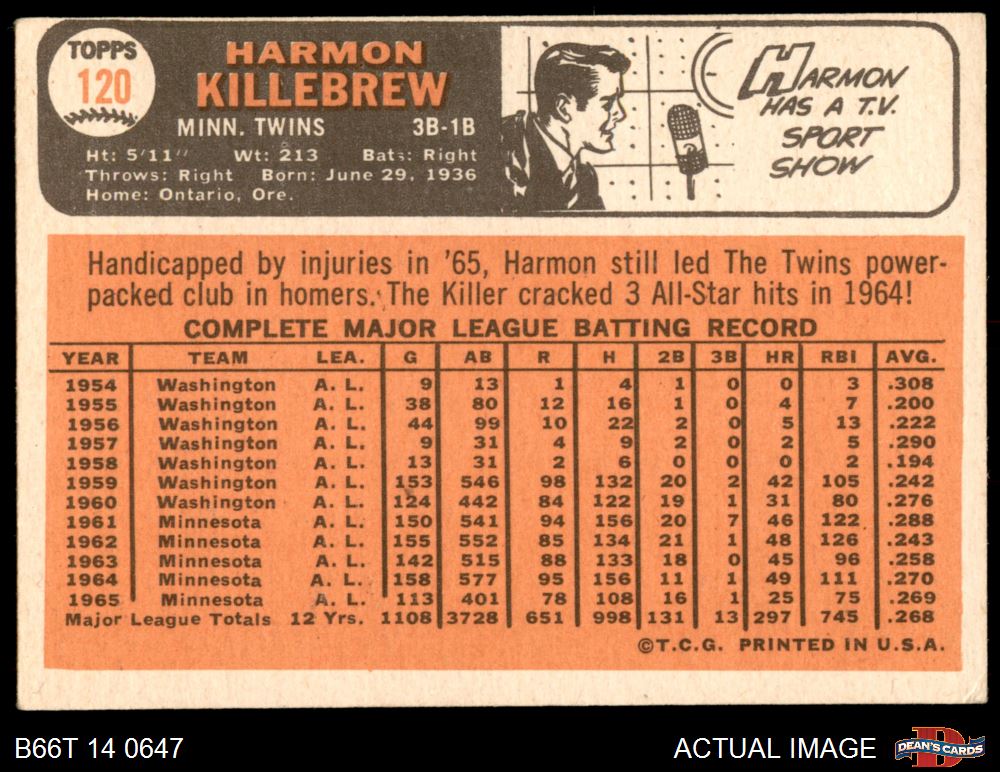 TOPPS
120
HARMON
KILLEBREW
MINN. TWINS 3B-1B
Ht: 5'11" Wt: 213 Bats: Right
Throws: Right Born: June 29, 1936
Home: Ontario, Ore.
HARMON
HAS A T.V.
SPORT
SHOW
Handicapped by injuries in '65, Harmon still led The Twins power-
packed club in homers. The Killer cracked 3 All-Star hits in 1964!
COMPLETE MAJOR LEAGUE BATTING RECORD
YEAR TEAM LEA. G AB R H 2B 3B HR RBI AVG.
1954 Washington A. L. 9 13 1 4 1 0 0 3 .308
1955 Washington A. L. 38 80 12 16 1 0 4 7 .200
1956 Washington A. L. 44 99 10 22 2 0 5 13 .222
1957 Washington A. L. 9 31 4 9 2 0 2 5 .290
1958 Washington A. L. 13 31 2 6 0 0 0 2 .194
1959 Washington A. L. 153 546 98 132 20 2 42 105 .242
1960 Washington A. L. 124 442 84 122 19 1 31 80 .276
1961 Minnesota A. L. 150 541 94 156 20 7 46 122 .288
1962 Minnesota A. L. 155 552 85 134 21 1 48 126 .243
1963 Minnesota A. L. 142 515 88 133 18 0 45 96 .258
1964 Minnesota A. L. 158 577 95 156 11 1 49 111 .270
1965 Minnesota A. L. 113 401 78 108 16 1 25 75 .269
Major League Totals 12 Yrs. 1108 3728 651 998 131 13 297 745 .268
©T.C.G. PRINTED IN U.S.A.
B66T 14 0647 ACTUAL IMAGE DEAN'S CARDS